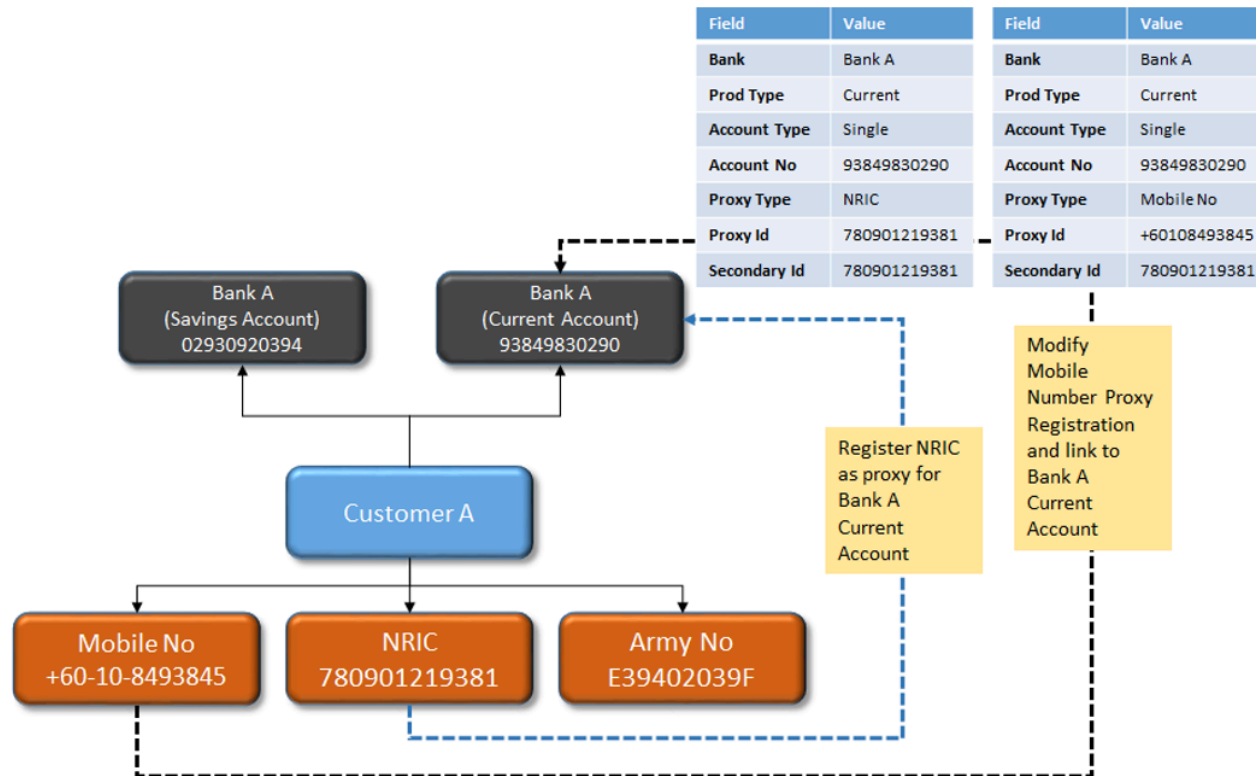 Field Value
Bank Bank A
Prod Type Current
Account Type Single
Account No 93849830290
Proxy Type NRIC
Proxy Id 780901219381
Secondary Id 780901219381
Field Value
Bank Bank A
Prod Type Current
Account Type Single
Account No 93849830290
Proxy Type Mobile No
Proxy Id +60108493845
Secondary Id 780901219381
Bank A
(Savings Account)
02930920394
Bank A
(Current Account)
93849830290
Modify
Mobile
Number Proxy
Registration
and link to
Bank A
Current
Account
Register NRIC
as proxy for
Bank A
Current
Account
Customer A
Mobile No
+60-10-8493845
NRIC
780901219381
Army No
E39402039F